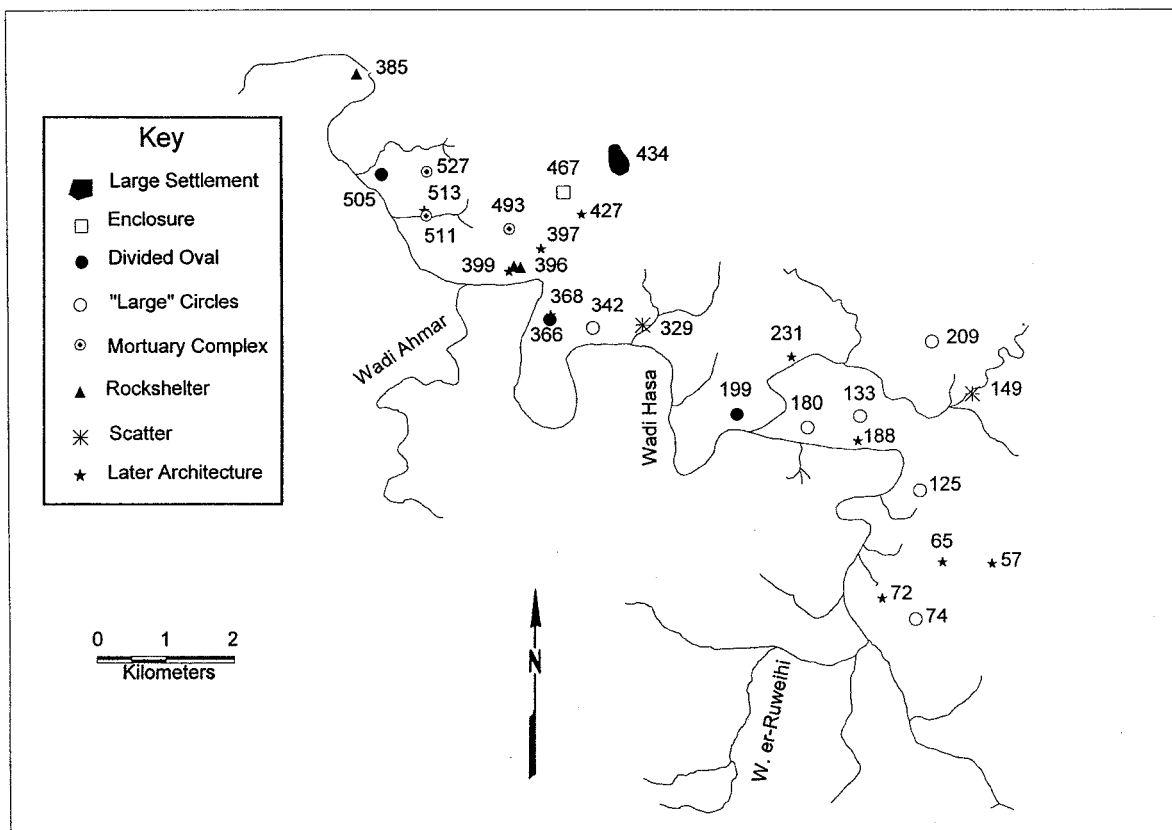 385
Key
Large Settlement
Enclosure
Divided Oval
"Large" Circles
Mortuary Complex
Rockshelter
Scatter
Later Architecture
434
527
467
505
513
493
427
511
397
399
396
368
342
366
329
Wadi Ahmar
231
209
199
180
133
149
Wadi Hasa
188
125
65
57
72
74
0 1 2
Kilometers
N
W. er-Ruweihi